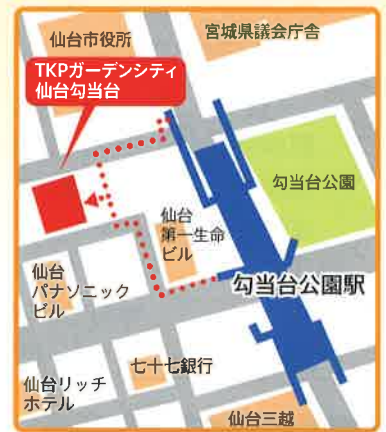 仙台市役所
宮城県議会庁舎
TKPガーデンシティ
仙台勾当台
勾当台公園
仙台
第一生命
ビル
仙台
パナソニック
ビル
勾当台公園駅
七十七銀行
仙台リッチ
ホテル
仙台三越